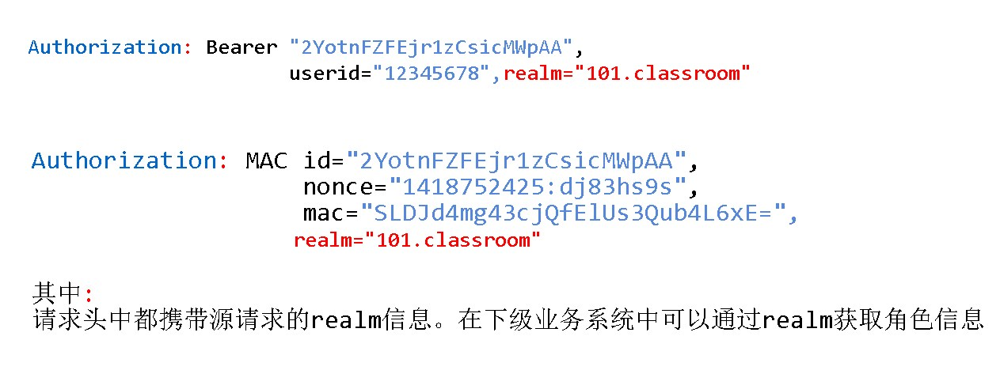 Authorization: Bearer "2YotnFZFEjr1zCsicMWpAA",
userid="12345678",realm="101.classroom"
Authorization: MAC id="2YotnFZFEjr1zCsicMWpAA",
nonce="1418752425:dj83hs9s",
mac="SLDJd4mg43cjQfElUs3Qub4L6xE=",
realm="101.classroom"
其中:
请求头中都携带源请求的realm信息。在下级业务系统中可以通过realm获取角色信息